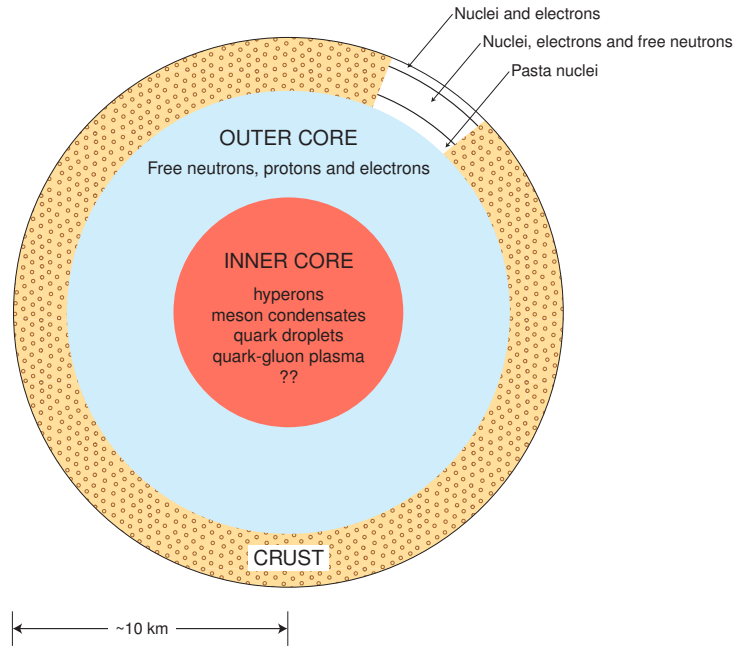 Nuclei and electrons
Nuclei, electrons and free neutrons
Pasta nuclei
OUTER CORE
Free neutrons, protons and electrons
INNER CORE
hyperons
meson condensates
quark droplets
quark-gluon plasma
??
CRUST
~10 km